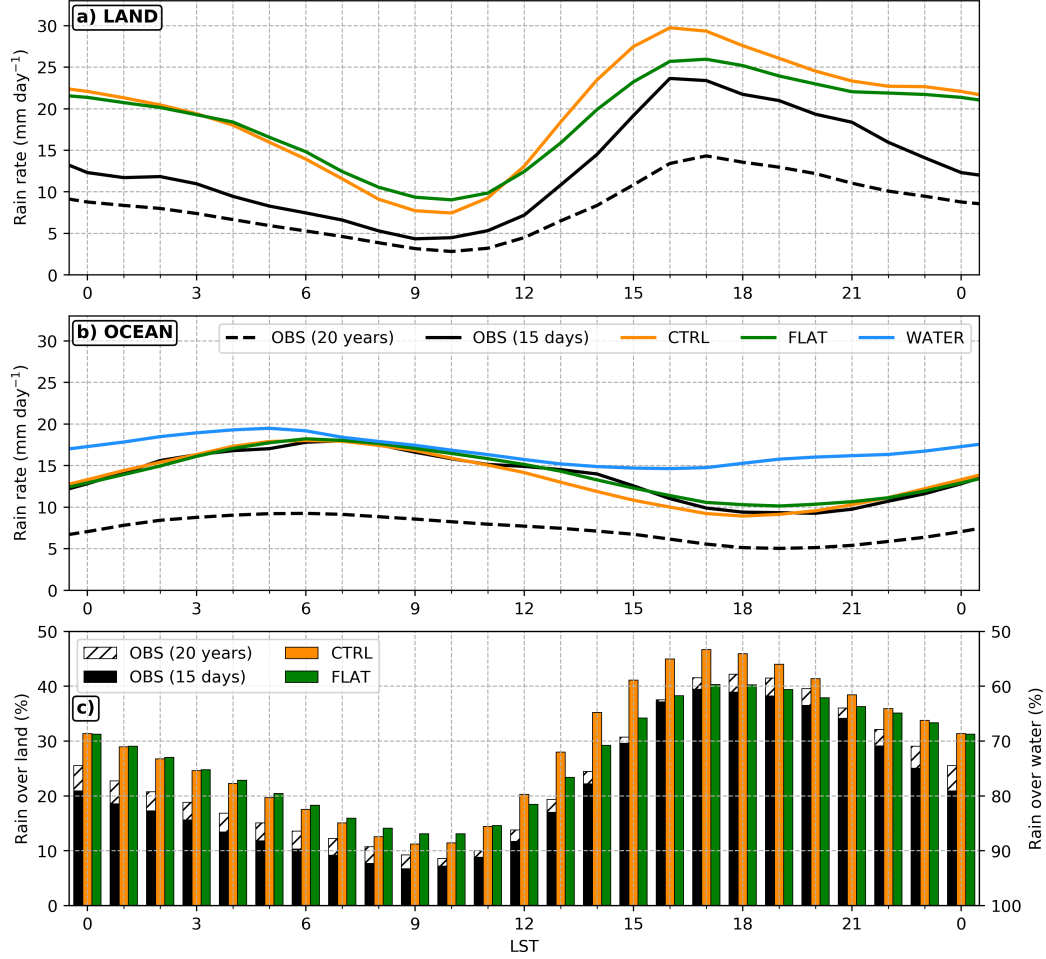 a) LAND
Rain rate (mm day⁻¹)
30
25
20
15
10
5
0
0 3 6 9 12 15 18 21 0
b) OCEAN
OBS (20 years) OBS (15 days) CTRL FLAT WATER
Rain rate (mm day⁻¹)
30
25
20
15
10
5
0
0 3 6 9 12 15 18 21 0
c)
OBS (20 years) CTRL
OBS (15 days) FLAT
Rain over land (%)
50
40
30
20
10
0
Rain over water (%)
50
60
70
80
90
100
0 3 6 9 12 15 18 21 0
LST